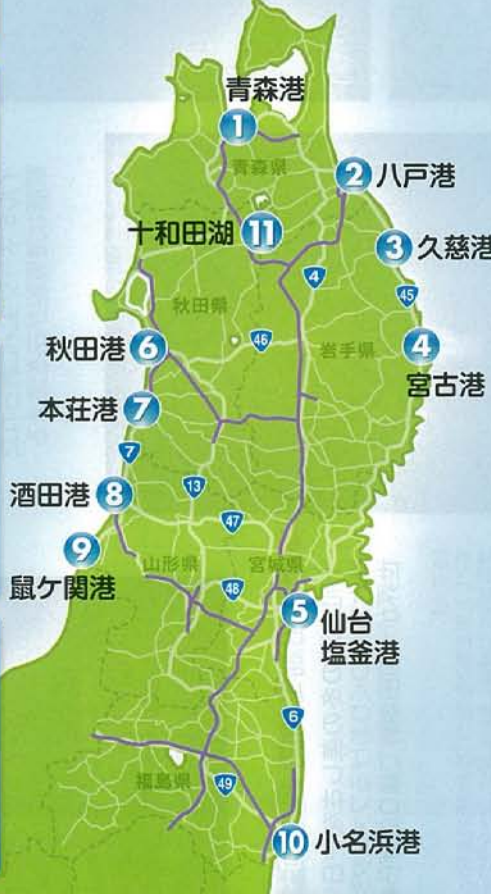 青森港
1
青森県
2 八戸港
十和田湖 11
3 久慈港
4
45
秋田県
秋田港 6
46
岩手県
4
宮古港
本荘港 7
7
酒田港 8
13
47
9
鼠ケ関港
山形県
宮城県
48
5 仙台
塩釜港
6
福島県
49
10 小名浜港